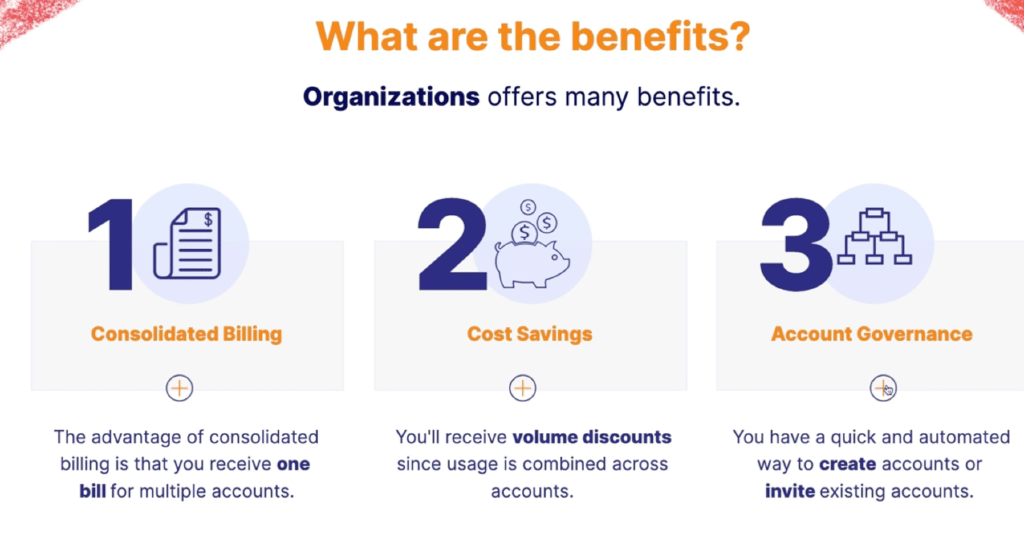 What are the benefits?
Organizations offers many benefits.
1
$
Consolidated Billing
The advantage of consolidated
billing is that you receive one
bill for multiple accounts.
2
$
$
$
Cost Savings
You'll receive volume discounts
since usage is combined across
accounts.
3
Account Governance
You have a quick and automated
way to create accounts or
invite existing accounts.